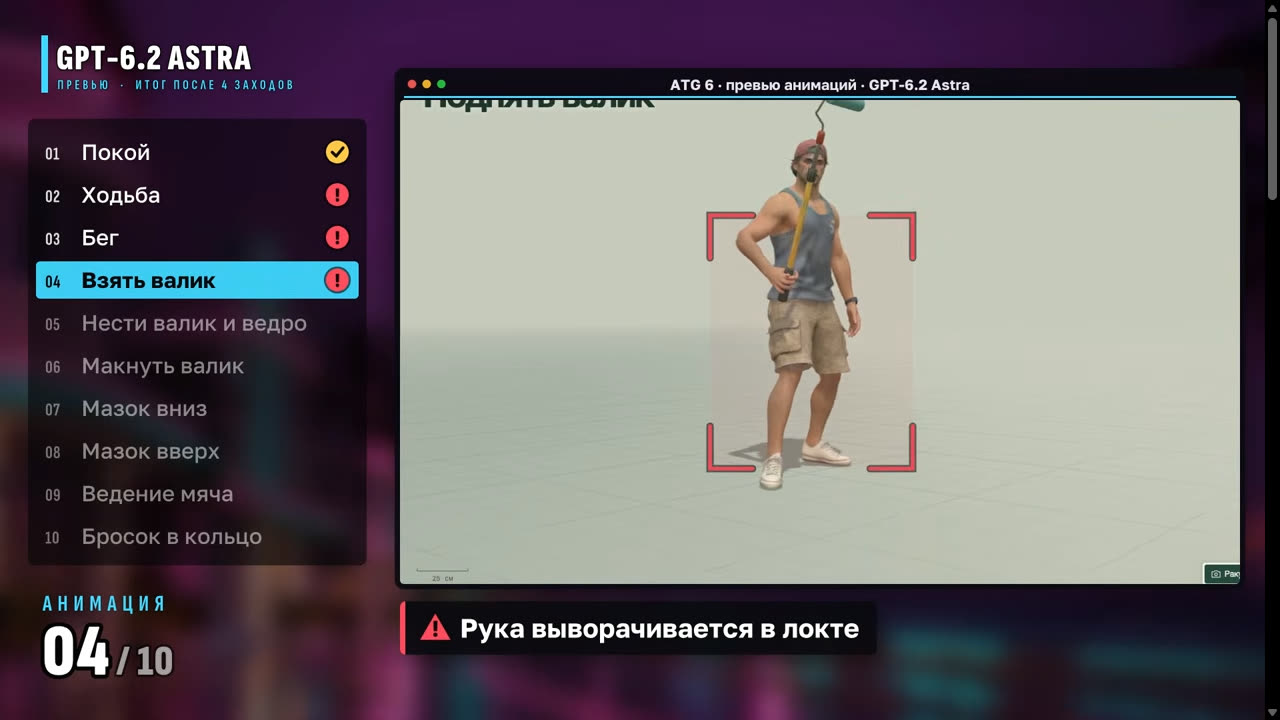 GPT-6.2 ASTRA
ПРЕВЬЮ · ИТОГ ПОСЛЕ 4 ЗАХОДОВ
01 Покой
02 Ходьба
03 Бег
04 Взять валик
05 Нести валик и ведро
06 Макнуть валик
07 Мазок вниз
08 Мазок вверх
09 Ведение мяча
10 Бросок в кольцо
АНИМАЦИЯ
04 / 10
ATG 6 · превью анимаций · GPT-6.2 Astra
Поднять валик
25 см
Рак
Рука выворачивается в локте